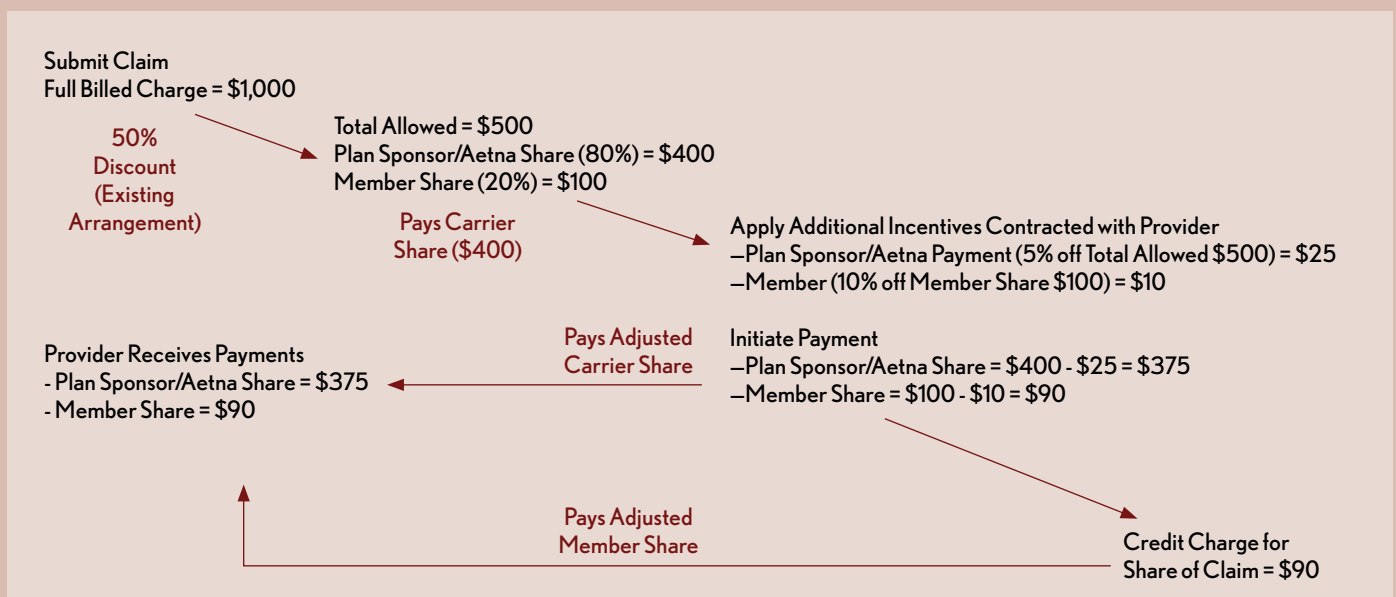 Submit Claim
Full Billed Charge = $1,000
50%
Discount
(Existing
Arrangement)
Total Allowed = $500
Plan Sponsor/Aetna Share (80%) = $400
Member Share (20%) = $100
Pays Carrier
Share ($400)
Apply Additional Incentives Contracted with Provider
—Plan Sponsor/Aetna Payment (5% off Total Allowed $500) = $25
—Member (10% off Member Share $100) = $10
Initiate Payment
—Plan Sponsor/Aetna Share = $400 - $25 = $375
—Member Share = $100 - $10 = $90
Pays Adjusted
Carrier Share
Provider Receives Payments
- Plan Sponsor/Aetna Share = $375
- Member Share = $90
Pays Adjusted
Member Share
Credit Charge for
Share of Claim = $90